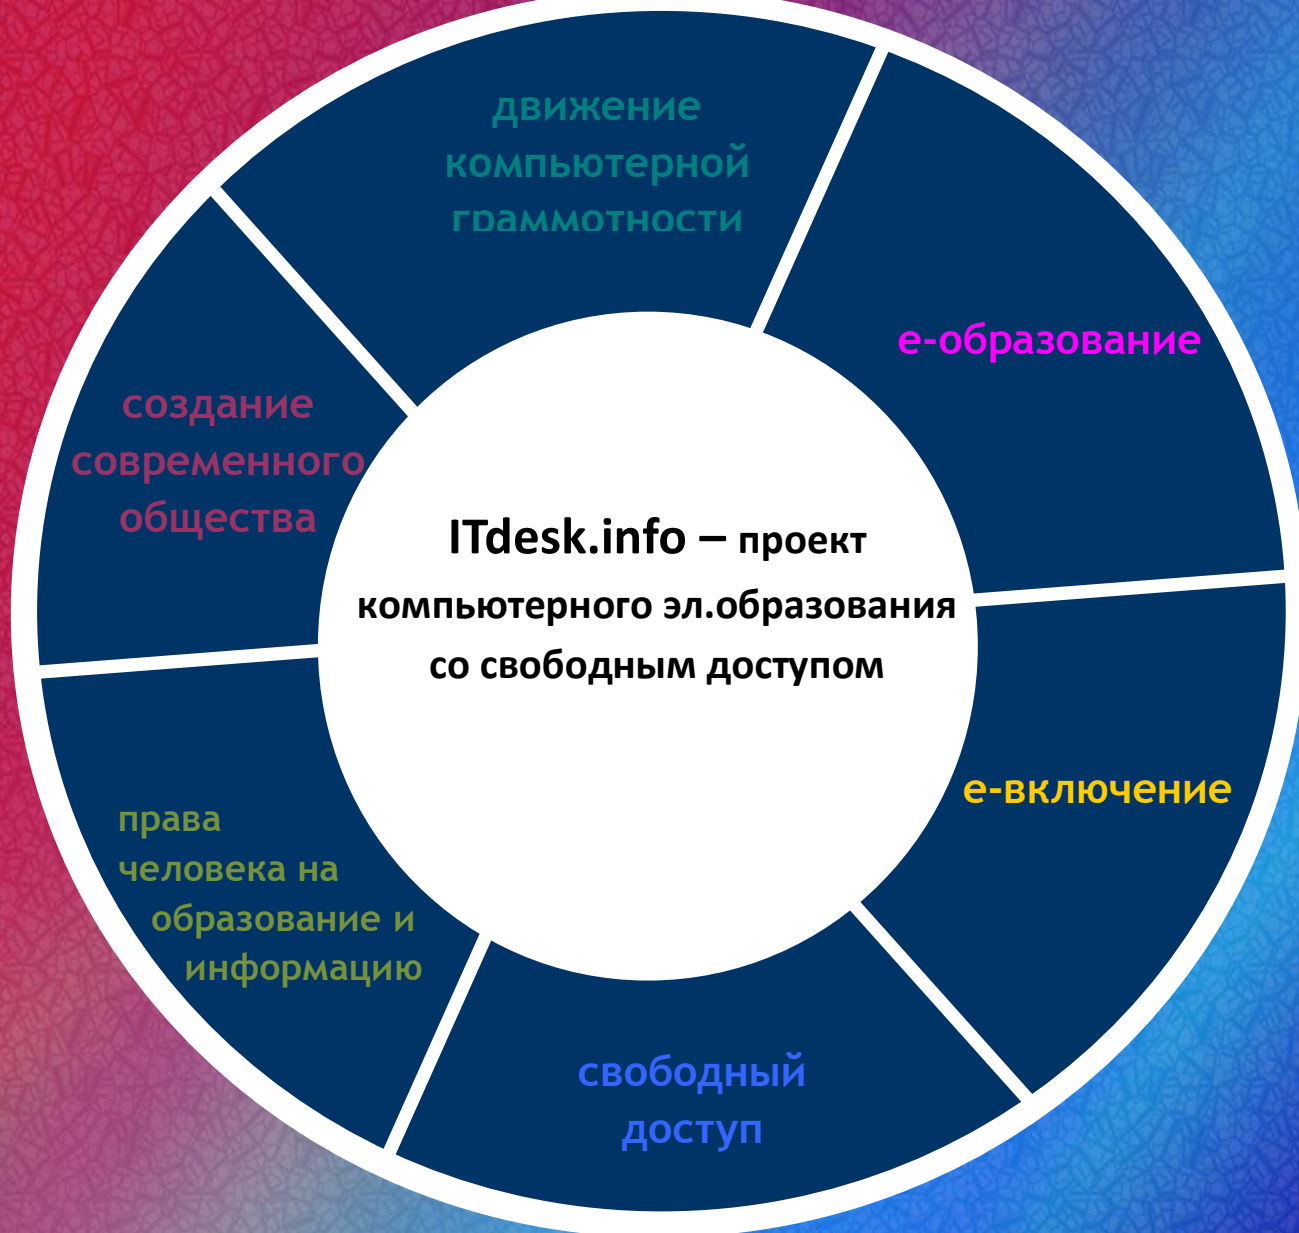 движение
компьютерной
граммотности
е-образование
создание
современного
общества
ITdesk.info – проект
компьютерного эл.образования
со свободным доступом
е-включение
права
человека на
образование и
информацию
свободный
доступ